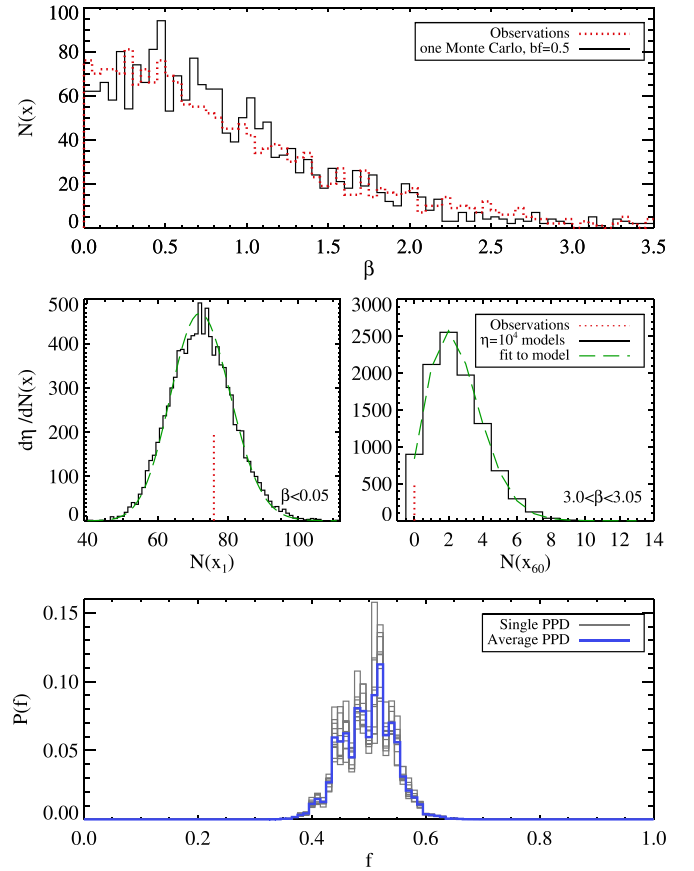 100
80
60
40
20
0
N(x)
Observations
one Monte Carlo, bf=0.5
0.0 0.5 1.0 1.5 2.0 2.5 3.0 3.5
β
500
400
300
200
100
0
dη/dN(x)
β<0.05
40 60 80 100
N(x₁)
3000
2500
2000
1500
1000
500
0
Observations
η=10⁴ models
fit to model
3.0<β<3.05
0 2 4 6 8 10 12 14
N(x₆₀)
0.15
0.10
0.05
0.00
P(f)
Single PPD
Average PPD
0.0 0.2 0.4 0.6 0.8 1.0
f